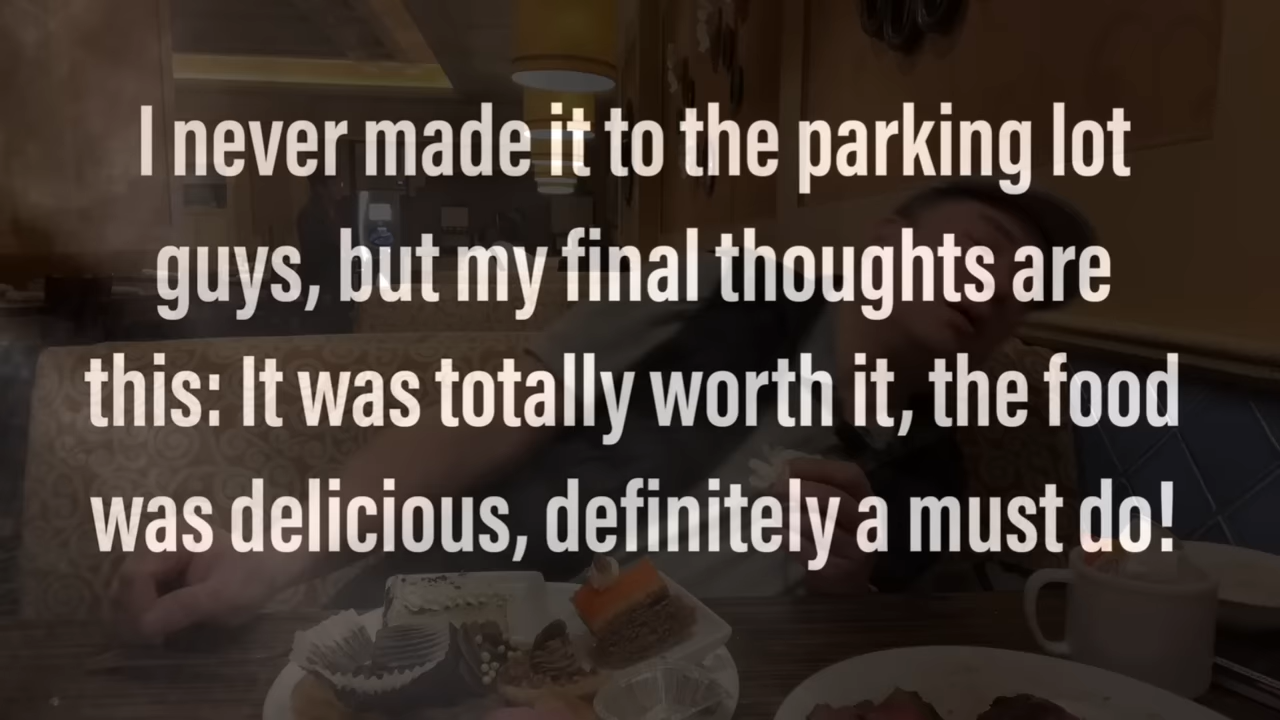 I never made it to the parking lot
guys, but my final thoughts are
this: It was totally worth it, the food
was delicious, definitely a must do!